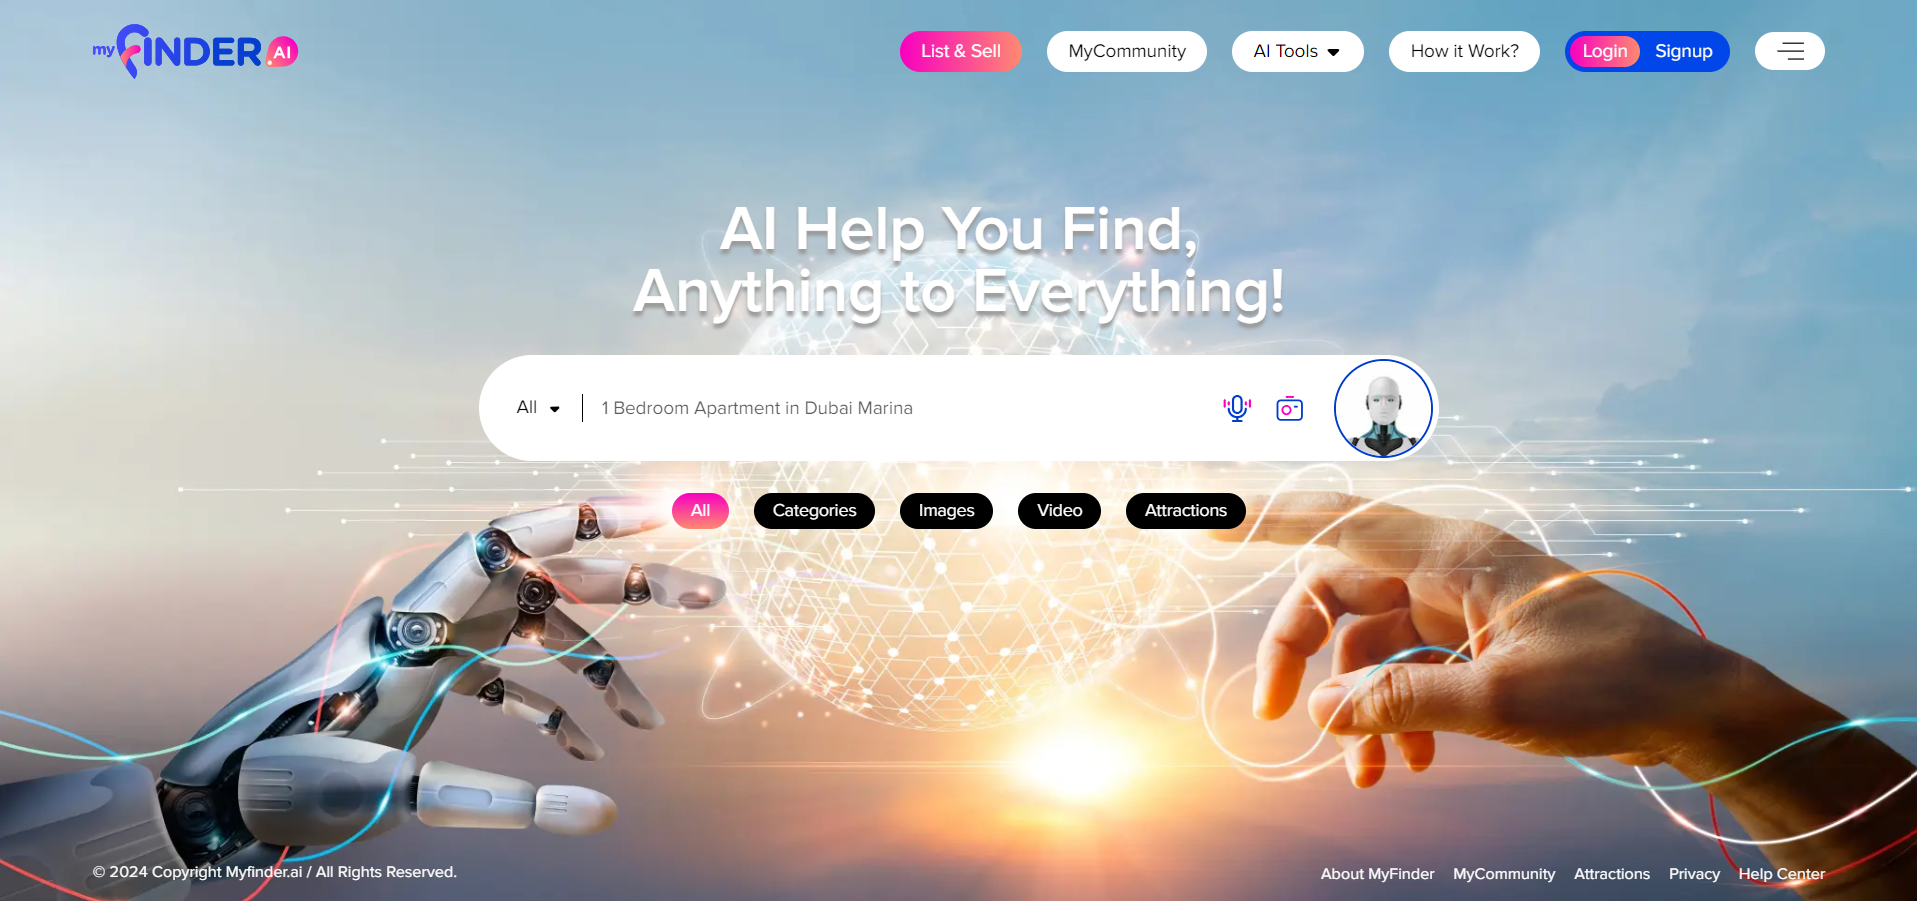 myFINDER.AI
List & Sell
MyCommunity
AI Tools
How it Work?
Login
Signup
AI Help You Find,
Anything to Everything!
All
1 Bedroom Apartment in Dubai Marina
All
Categories
Images
Video
Attractions
© 2024 Copyright Myfinder.ai / All Rights Reserved.
About MyFinder
MyCommunity
Attractions
Privacy
Help Center